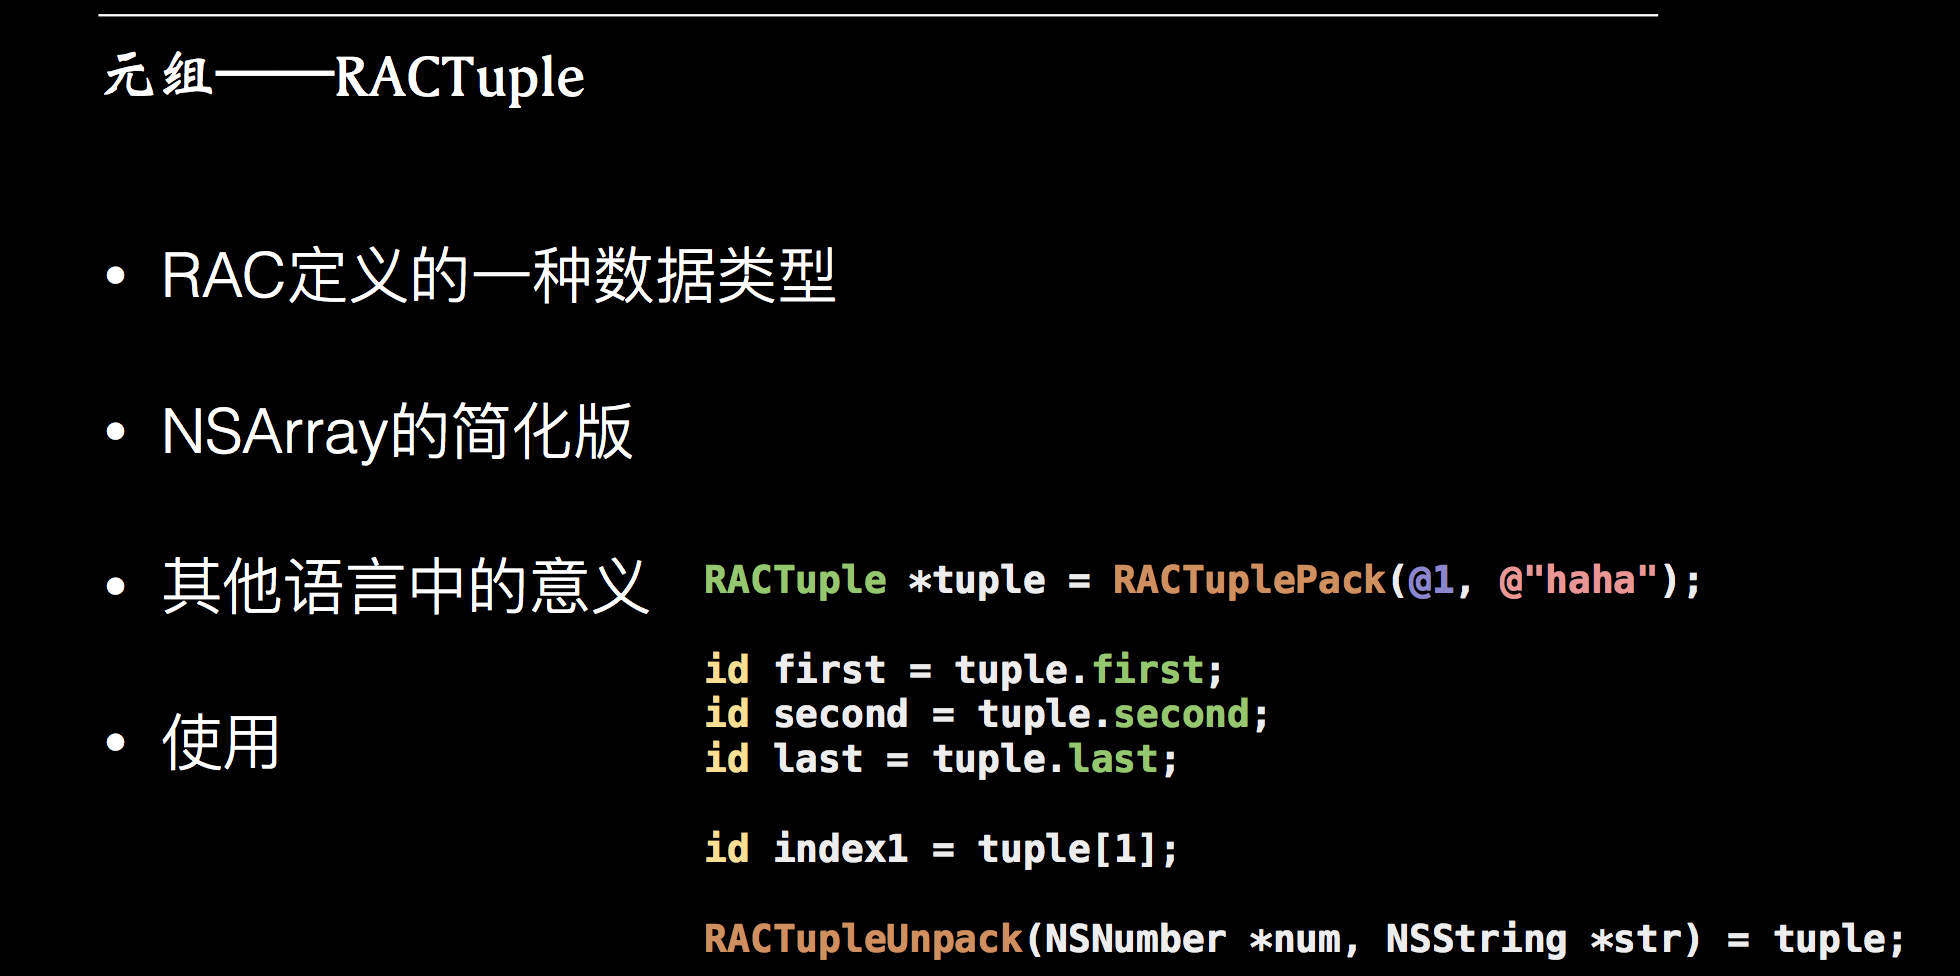 元组——RACTuple
• RAC定义的一种数据类型
• NSArray的简化版
• 其他语言中的意义
• 使用
RACTuple *tuple = RACTuplePack(@1, @"haha");
id first = tuple.first;
id second = tuple.second;
id last = tuple.last;
id index1 = tuple[1];
RACTupleUnpack(NSNumber *num, NSString *str) = tuple;